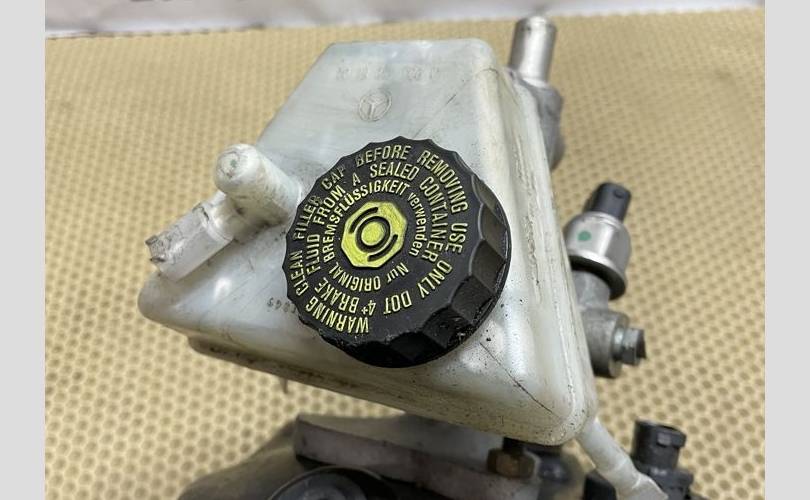 WARNING CLEAN FILLER CAP BEFORE REMOVING USE ONLY DOT 4+ BRAKE FLUID FROM A SEALED CONTAINER
Nur ORIGINAL BREMSFLÜSSIGKEIT verwenden